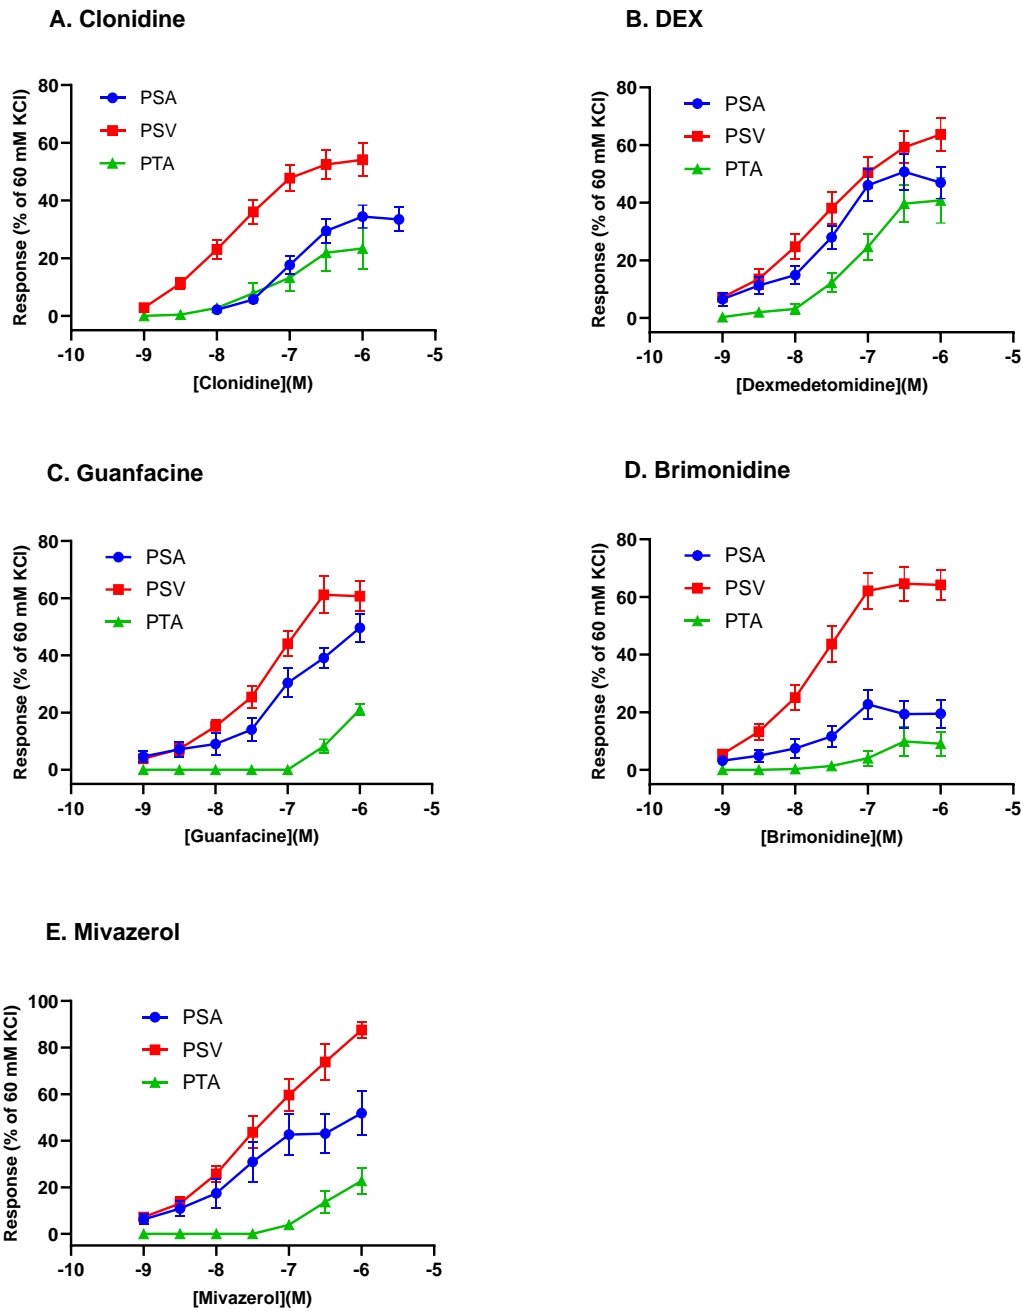 A. Clonidine
80
60
40
20
0
Response (% of 60 mM KCl)
PSA
PSV
PTA
-10 -9 -8 -7 -6 -5
[Clonidine](M)
B. DEX
80
60
40
20
0
Response (% of 60 mM KCl)
PSA
PSV
PTA
-10 -9 -8 -7 -6 -5
[Dexmedetomidine](M)
C. Guanfacine
80
60
40
20
0
Response (% of 60 mM KCl)
PSA
PSV
PTA
-10 -9 -8 -7 -6 -5
[Guanfacine](M)
D. Brimonidine
80
60
40
20
0
Response (% of 60 mM KCl)
PSA
PSV
PTA
-10 -9 -8 -7 -6 -5
[Brimonidine](M)
E. Mivazerol
100
80
60
40
20
0
Response (% of 60 mM KCl)
PSA
PSV
PTA
-10 -9 -8 -7 -6 -5
[Mivazerol](M)